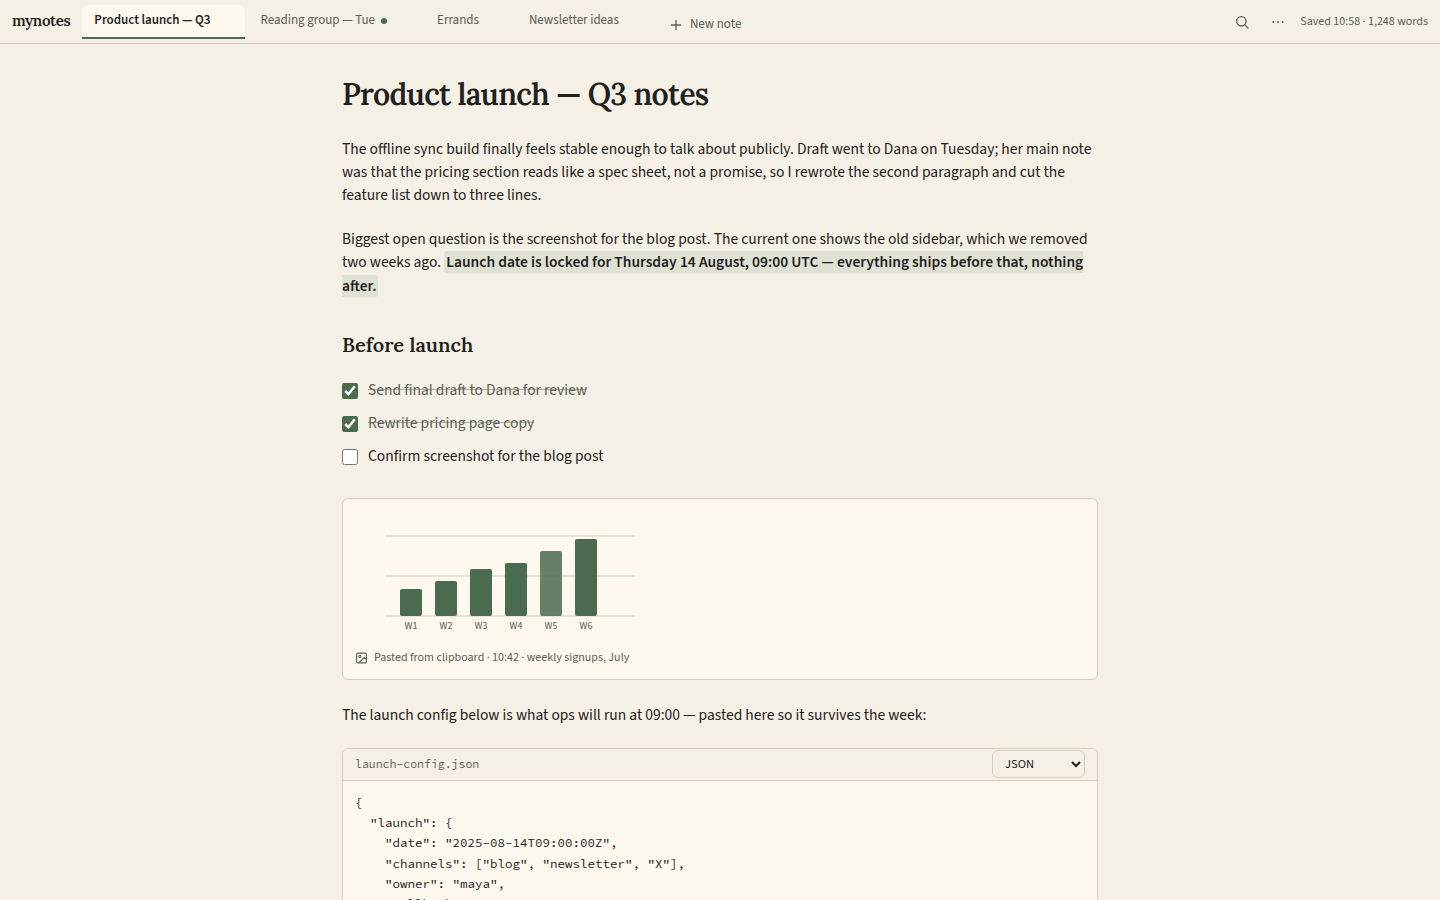 mynotes
Product launch — Q3
Reading group — Tue
Errands
Newsletter ideas
New note
Saved 10:58 · 1,248 words
Product launch — Q3 notes
The offline sync build finally feels stable enough to talk about publicly. Draft went to Dana on Tuesday; her main note
was that the pricing section reads like a spec sheet, not a promise, so I rewrote the second paragraph and cut the
feature list down to three lines.
Biggest open question is the screenshot for the blog post. The current one shows the old sidebar, which we removed
two weeks ago. Launch date is locked for Thursday 14 August, 09:00 UTC — everything ships before that, nothing
after.
Before launch
Send final draft to Dana for review
Rewrite pricing page copy
Confirm screenshot for the blog post
W1 W2 W3 W4 W5 W6
Pasted from clipboard · 10:42 · weekly signups, July
The launch config below is what ops will run at 09:00 — pasted here so it survives the week:
launch-config.json
JSON
{
"launch": {
"date": "2025-08-14T09:00:00Z",
"channels": ["blog", "newsletter", "X"],
"owner": "maya",